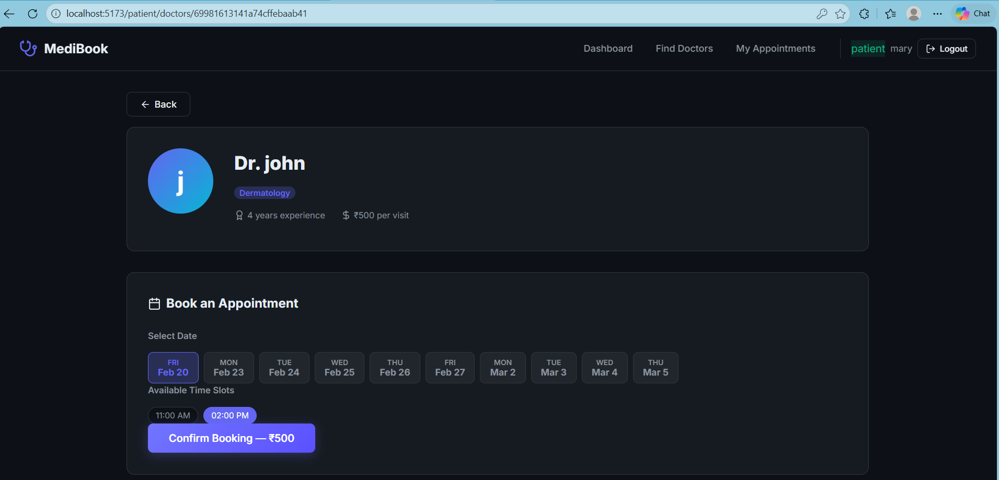 localhost:5173/patient/doctors/69981613141a74cffebaab41
Chat
MediBook
Dashboard
Find Doctors
My Appointments
patient mary
Logout
Back
j
Dr. john
Dermatology
4 years experience
$ ₹500 per visit
Book an Appointment
Select Date
FRI
Feb 20
MON
Feb 23
TUE
Feb 24
WED
Feb 25
THU
Feb 26
FRI
Feb 27
MON
Mar 2
TUE
Mar 3
WED
Mar 4
THU
Mar 5
Available Time Slots
11:00 AM
02:00 PM
Confirm Booking — ₹500